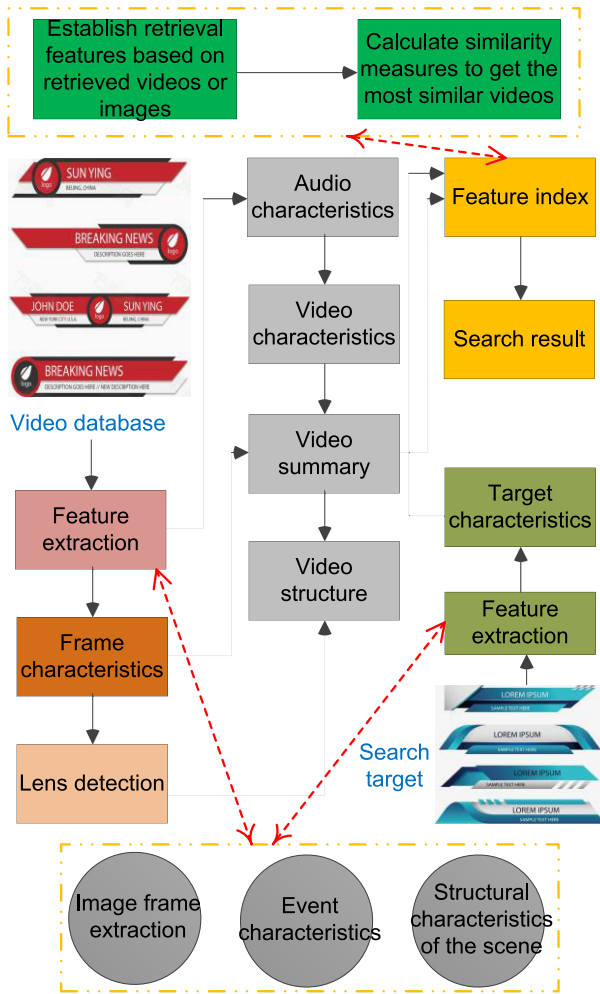 Establish retrieval
features based on
retrieved videos or
images
Calculate similarity
measures to get the
most similar videos
SUN YING
BEIJING, CHINA
logo
BREAKING NEWS
DESCRIPTION GOES HERE
logo
JOHN DOE
NEW YORK CITY U.S.A.
logo
SUN YING
BEIJING, CHINA
BREAKING NEWS
DESCRIPTION GOES HERE // NEW DESCRIPTION HERE
logo
Video database
Audio
characteristics
Video
characteristics
Video
summary
Video
structure
Feature index
Search result
Feature
extraction
Frame
characteristics
Lens detection
Target
characteristics
Feature
extraction
Search
target
LOREM IPSUM
SAMPLE TEXT HERE
LOREM IPSUM
SAMPLE TEXT HERE
LOREM IPSUM
SAMPLE TEXT HERE
LOREM IPSUM
SAMPLE TEXT HERE
Image frame
extraction
Event
characteristics
Structural
characteristics
of the scene